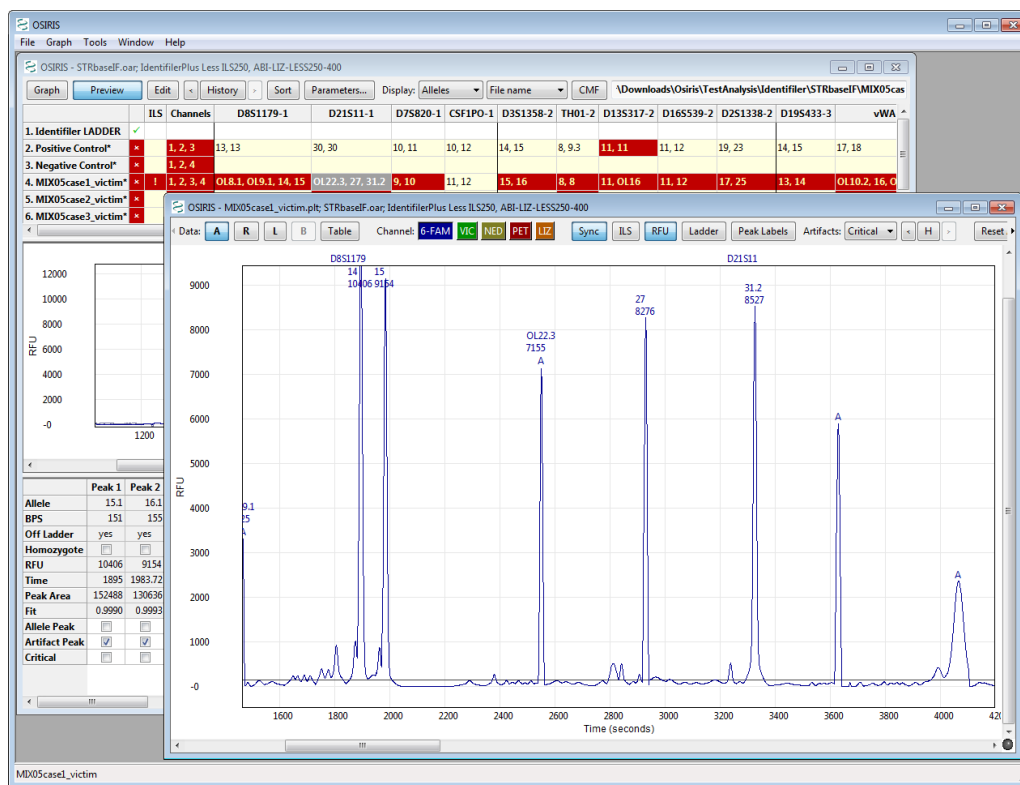 OSIRIS
File Graph Tools Window Help
OSIRIS - STRbaseIF.oar; IdentifilerPlus Less ILS250, ABI-LIZ-LESS250-400
Graph Preview Edit History Sort Parameters... Display: Alleles File name CMF \Downloads\Osiris\TestAnalysis\Identifiler\STRbaseIF\MIX05cas
ILS Channels D8S1179-1 D21S11-1 D7S820-1 CSF1PO-1 D3S1358-2 TH01-2 D13S317-2 D16S539-2 D2S1338-2 D19S433-3 vWA
1. Identifiler LADDER
2. Positive Control* 1, 2, 3 13, 13 30, 30 10, 11 10, 12 14, 15 8, 9.3 11, 11 11, 12 19, 23 14, 15 17, 18
3. Negative Control* 1, 2, 4
4. MIX05case1_victim* ! 1, 2, 3, 4 OL8.1, OL9.1, 14, 15 OL22.3, 27, 31.2 9, 10 11, 12 15, 16 8, 8 11, OL16 11, 12 17, 25 13, 14 OL10.2, 16, O
5. MIX05case2_victim*
6. MIX05case3_victim*
OSIRIS - MIX05case1_victim.plt; STRbaseIF.oar; IdentifilerPlus Less ILS250, ABI-LIZ-LESS250-400
Data: A R L B Table Channel: 6-FAM VIC NED PET LIZ Sync ILS RFU Ladder Peak Labels Artifacts: Critical H Reset
D8S1179 D21S11
14 15
10406 9154
31.2
8527
27
8276
OL22.3
7155
A
A
9.1
A
A
9000
8000
7000
6000
5000
4000
3000
2000
1000
-0
RFU
1600 1800 2000 2200 2400 2600 2800 3000 3200 3400 3600 3800 4000
Time (seconds)
12000
10000
8000
6000
4000
2000
-0
RFU
1200
Peak 1 Peak 2
Allele 15.1 16.1
BPS 151 155
Off Ladder yes yes
Homozygote
RFU 10406 9154
Time 1895 1983.72
Peak Area 152488 130636
Fit 0.9990 0.9993
Allele Peak
Artifact Peak
Critical
MIX05case1_victim